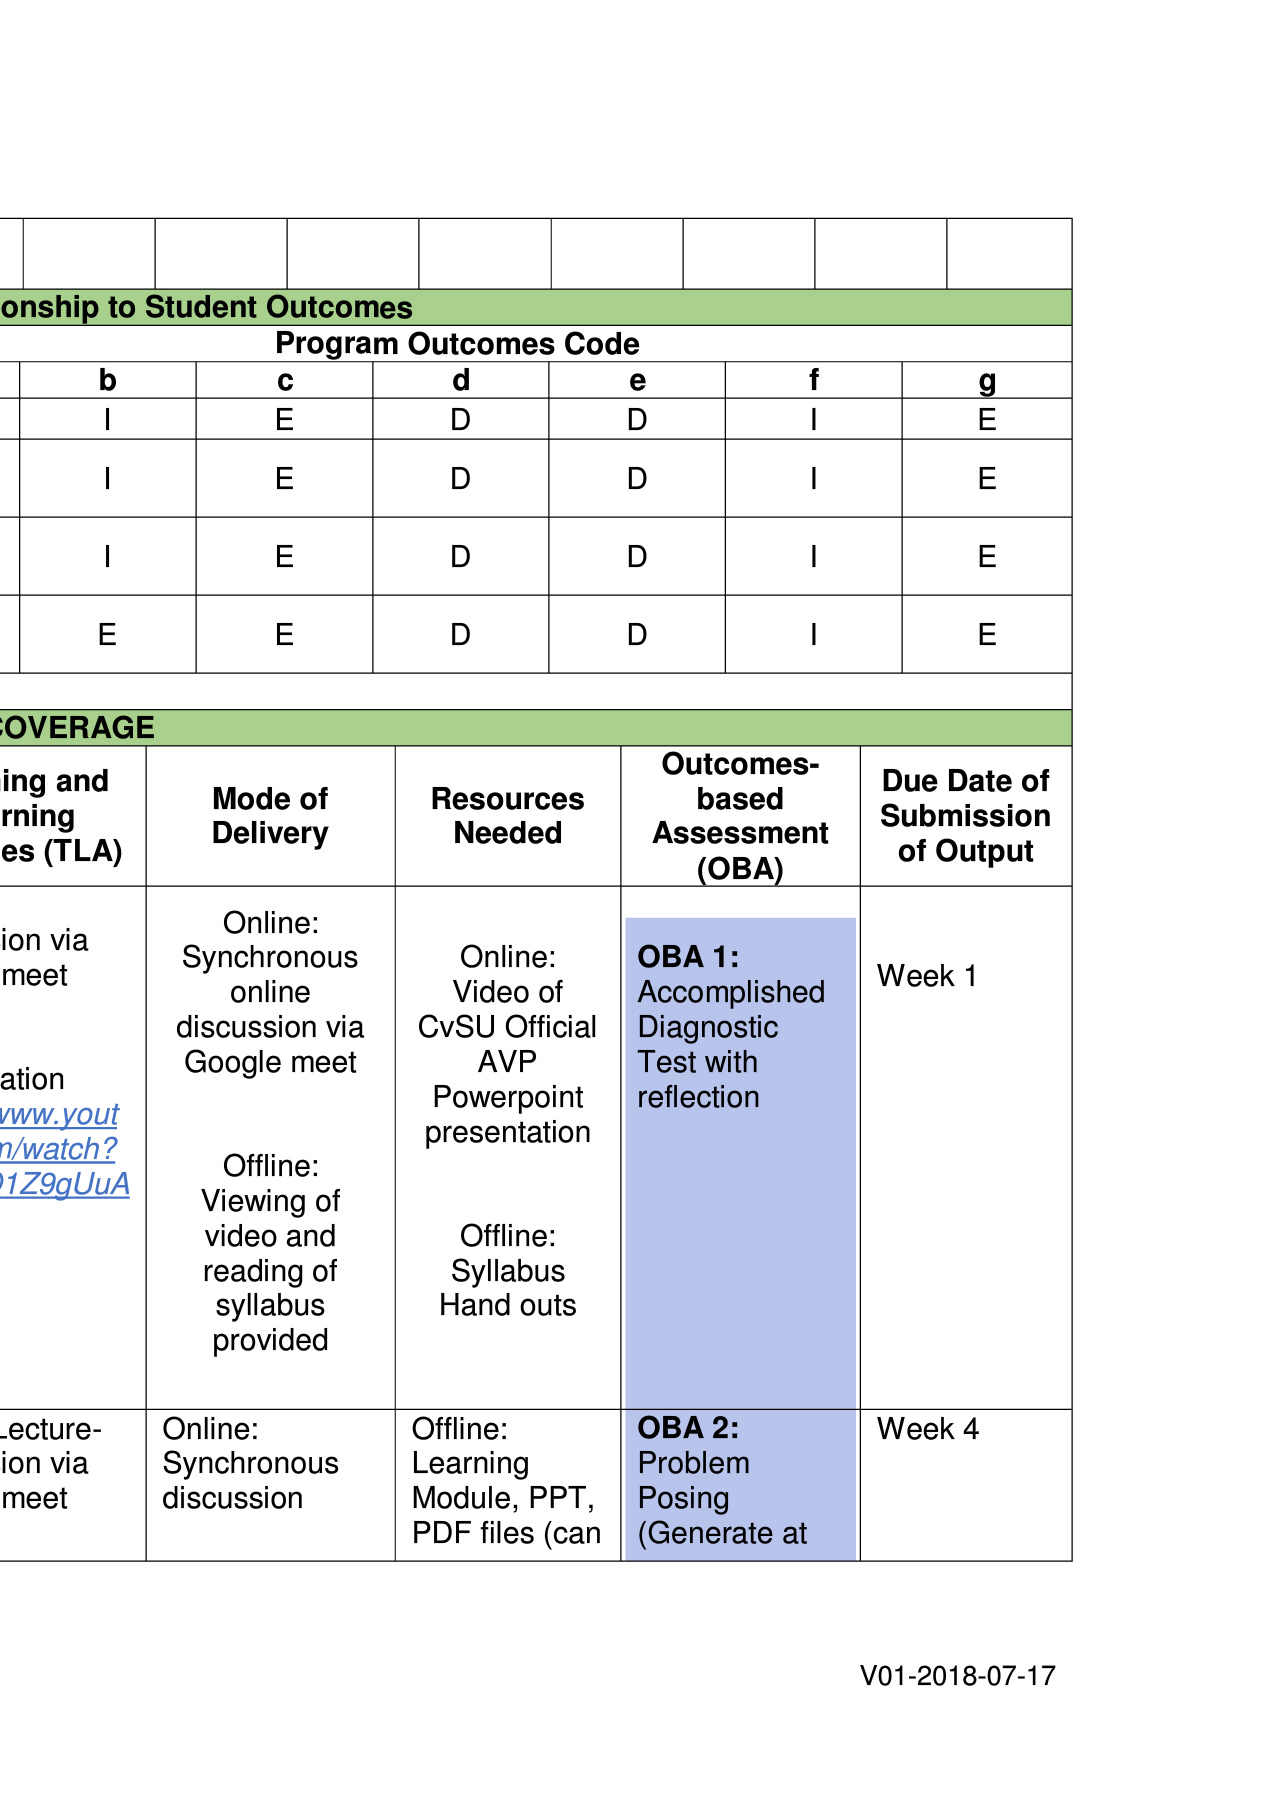 ionship to Student Outcomes
Program Outcomes Code
b c d e f g
I E D D I E
I E D D I E
I E D D I E
E E D D I E
COVERAGE
ing and
rning
es (TLA)
Mode of
Delivery
Resources
Needed
Outcomes-
based
Assessment
(OBA)
Due Date of
Submission
of Output
ion via
meet
ation
www.yout
m/watch?
D1Z9gUuA
Online:
Synchronous
online
discussion via
Google meet
Offline:
Viewing of
video and
reading of
syllabus
provided
Online:
Video of
CvSU Official
AVP
Powerpoint
presentation
Offline:
Syllabus
Hand outs
OBA 1:
Accomplished
Diagnostic
Test with
reflection
Week 1
Lecture-
ion via
meet
Online:
Synchronous
discussion
Offline:
Learning
Module, PPT,
PDF files (can
OBA 2:
Problem
Posing
(Generate at
Week 4
V01-2018-07-17